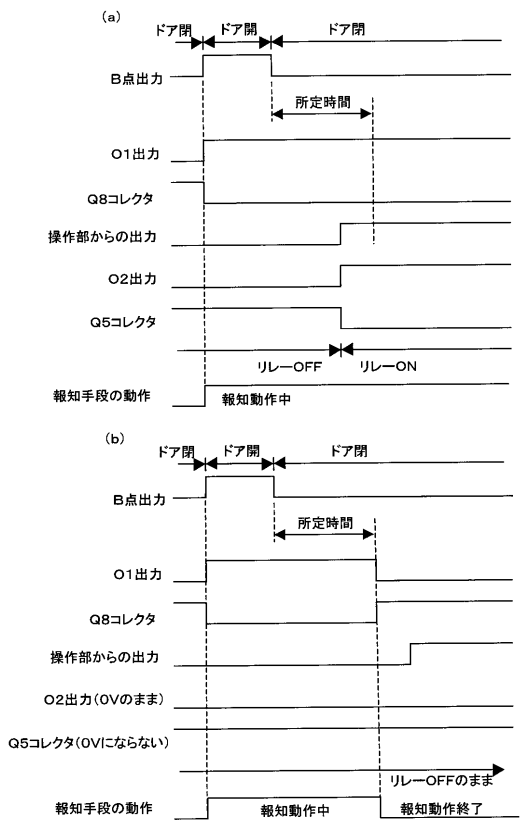 (a)
ドア閉 ドア開 ドア閉
B点出力
所定時間
O1出力
Q8コレクタ
操作部からの出力
O2出力
Q5コレクタ
リレーOFF リレーON
報知手段の動作 報知動作中
(b)
ドア閉 ドア開 ドア閉
B点出力
所定時間
O1出力
Q8コレクタ
操作部からの出力
O2出力(0Vのまま)
Q5コレクタ(0Vにならない)
リレーOFFのまま
報知手段の動作 報知動作中 報知動作終了